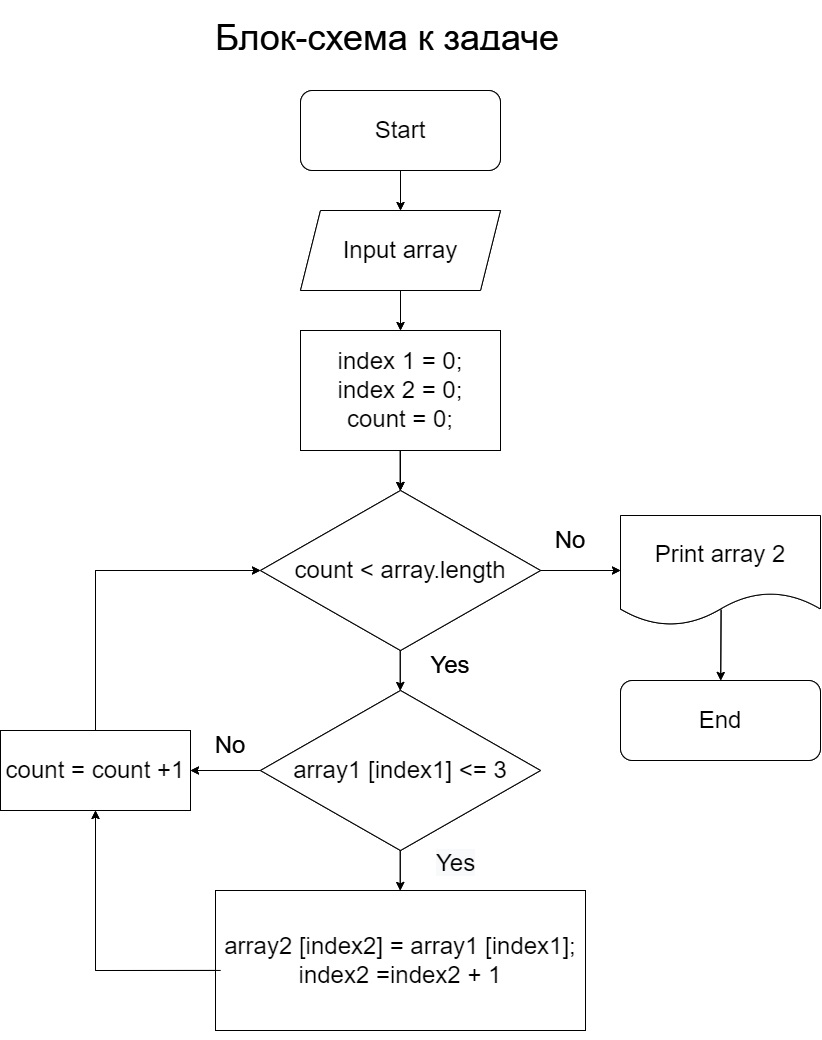 Блок-схема к задаче
Start
Input array
index 1 = 0;
index 2 = 0;
count = 0;
count < array.length
No
Print array 2
Yes
End
No
count = count +1
array1 [index1] <= 3
Yes
array2 [index2] = array1 [index1];
index2 =index2 + 1